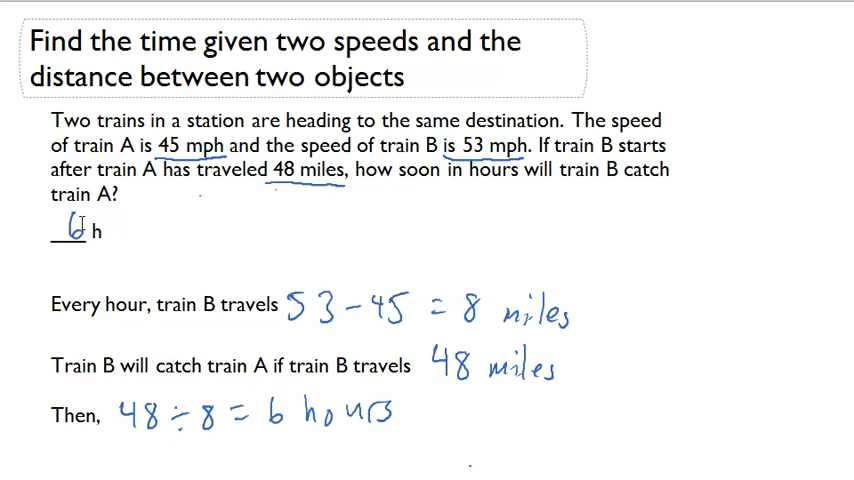 Find the time given two speeds and the
distance between two objects
Two trains in a station are heading to the same destination. The speed
of train A is 45 mph and the speed of train B is 53 mph. If train B starts
after train A has traveled 48 miles, how soon in hours will train B catch
train A?
6 h
Every hour, train B travels 53 - 45 = 8 miles
Train B will catch train A if train B travels 48 miles
Then, 48 ÷ 8 = 6 hours